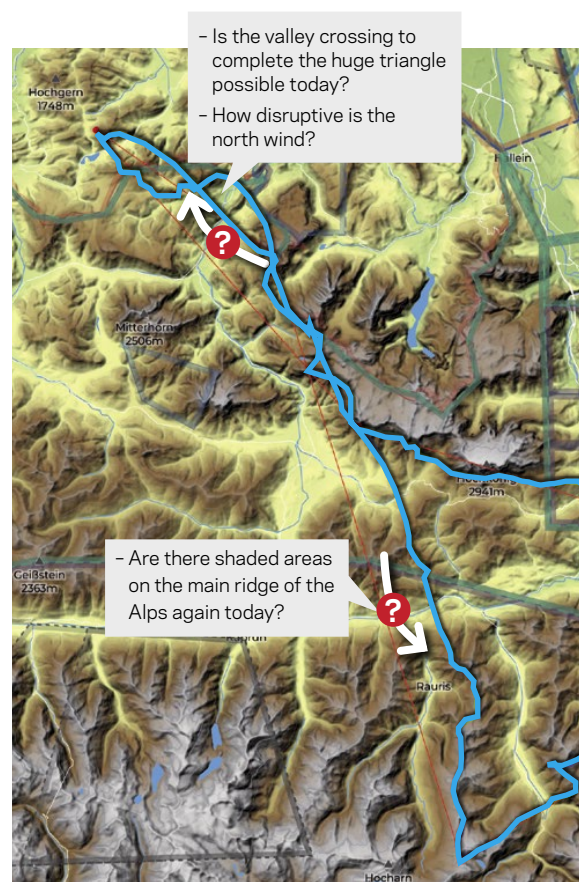 – Is the valley crossing to
complete the huge triangle
possible today?
– How disruptive is the
north wind?
Hochgern
1748m
?
Mitterhorn
2506m
2941m
– Are there shaded areas
on the main ridge of the
Alps again today?
Geißstein
2363m
?
Rauris
Hocharn